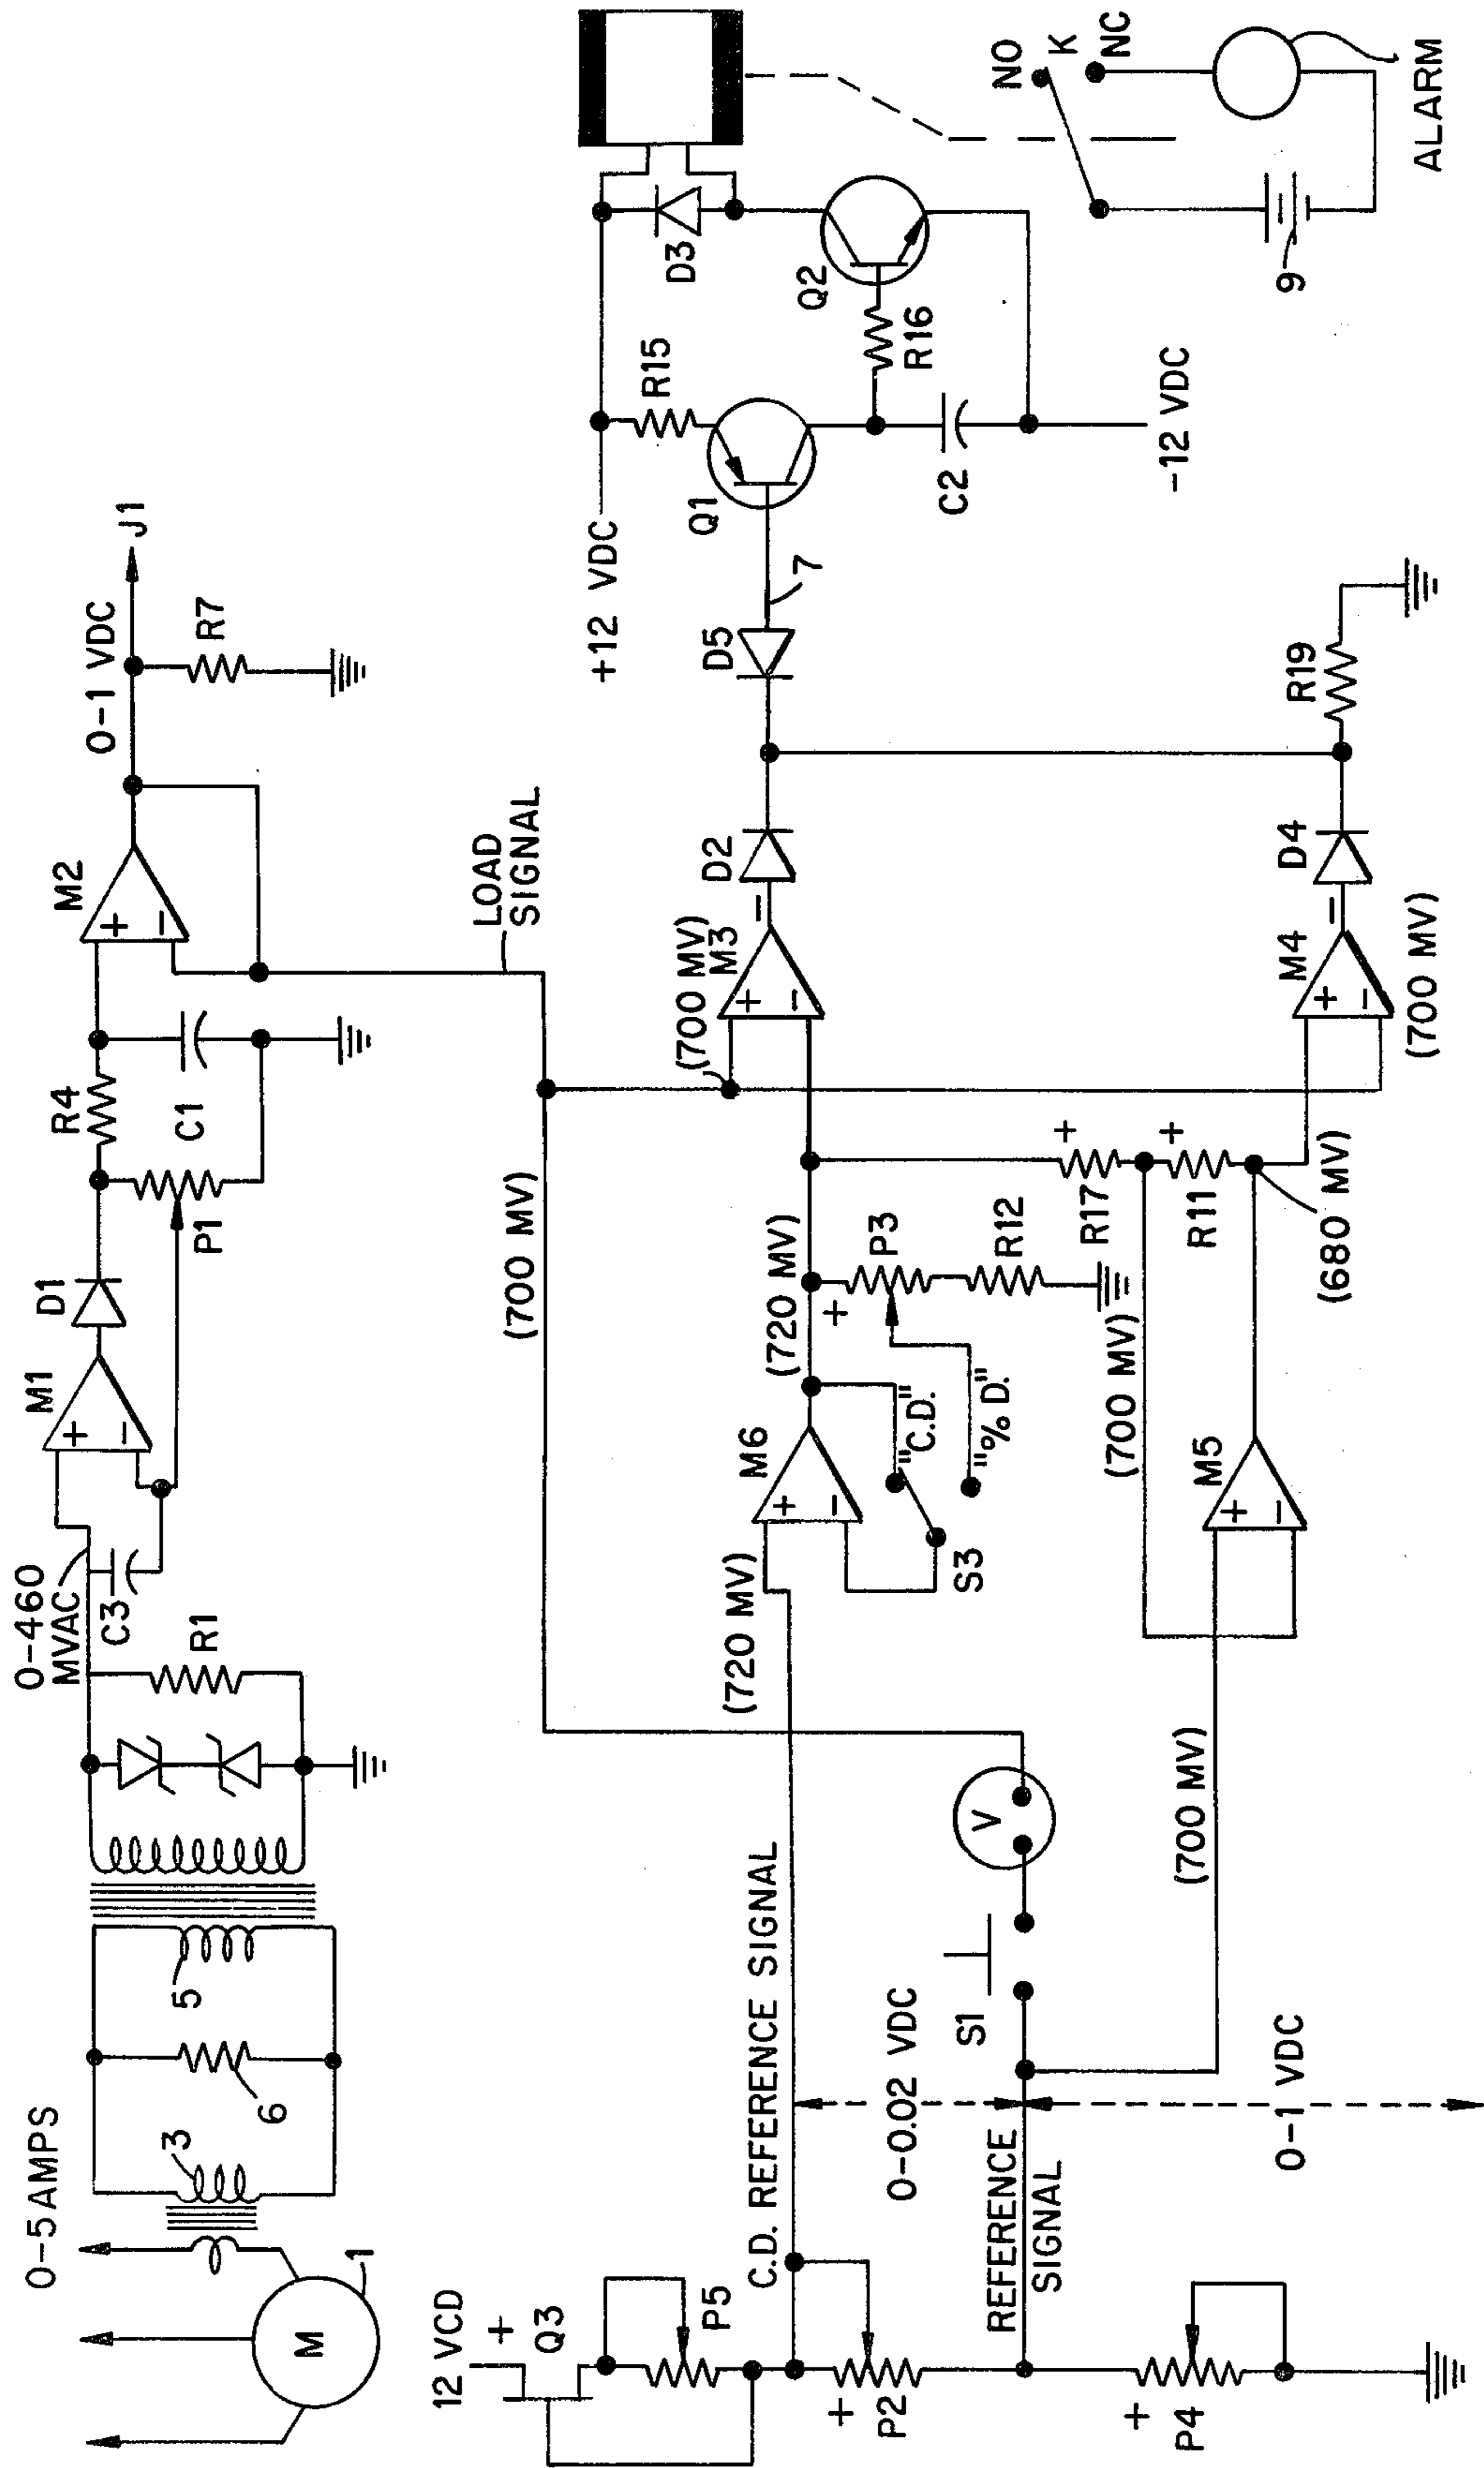 0-5 AMPS
M
1
3
6
5
R1
0-460
MVAC
C3
M1
+
−
D1
P1
R4
C1
M2
+
−
0-1 VDC
J1
R7
LOAD
SIGNAL
(700 MV)
12 VCD
+
Q3
P5
C.D. REFERENCE SIGNAL
0-0.02 VDC
+
P2
REFERENCE
SIGNAL
0-1 VDC
+
P4
S1
V
(720 MV)
M6
+
−
S3
"C.D."
"% D."
(720 MV)
+
P3
R12
(700 MV)
(700 MV)
M5
+
−
R17
+
R11
+
(680 MV)
(700 MV)
M3
+
−
=
D2
M4
+
−
=
(700 MV)
D4
R19
D5
7
+12 VDC
Q1
R15
C2
-12 VDC
R16
Q2
D3
NO
K
NC
9
ALARM